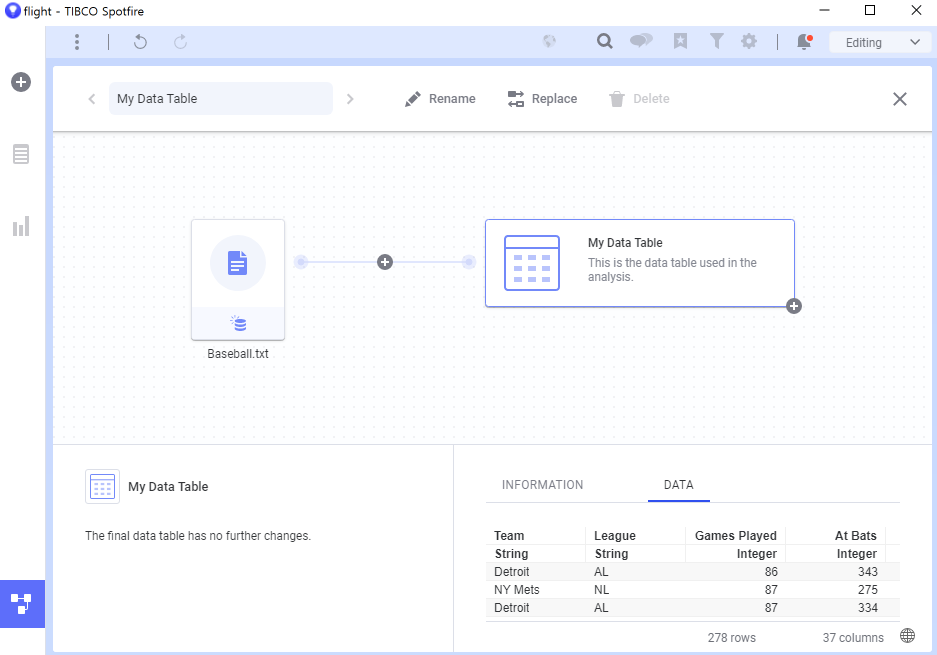 flight - TIBCO Spotfire
Editing
My Data Table
Rename
Replace
Delete
My Data Table
This is the data table used in the
analysis.
Baseball.txt
My Data Table
The final data table has no further changes.
INFORMATION
DATA
Team League Games Played At Bats
String String Integer Integer
Detroit AL 86 343
NY Mets NL 87 275
Detroit AL 87 334
278 rows
37 columns